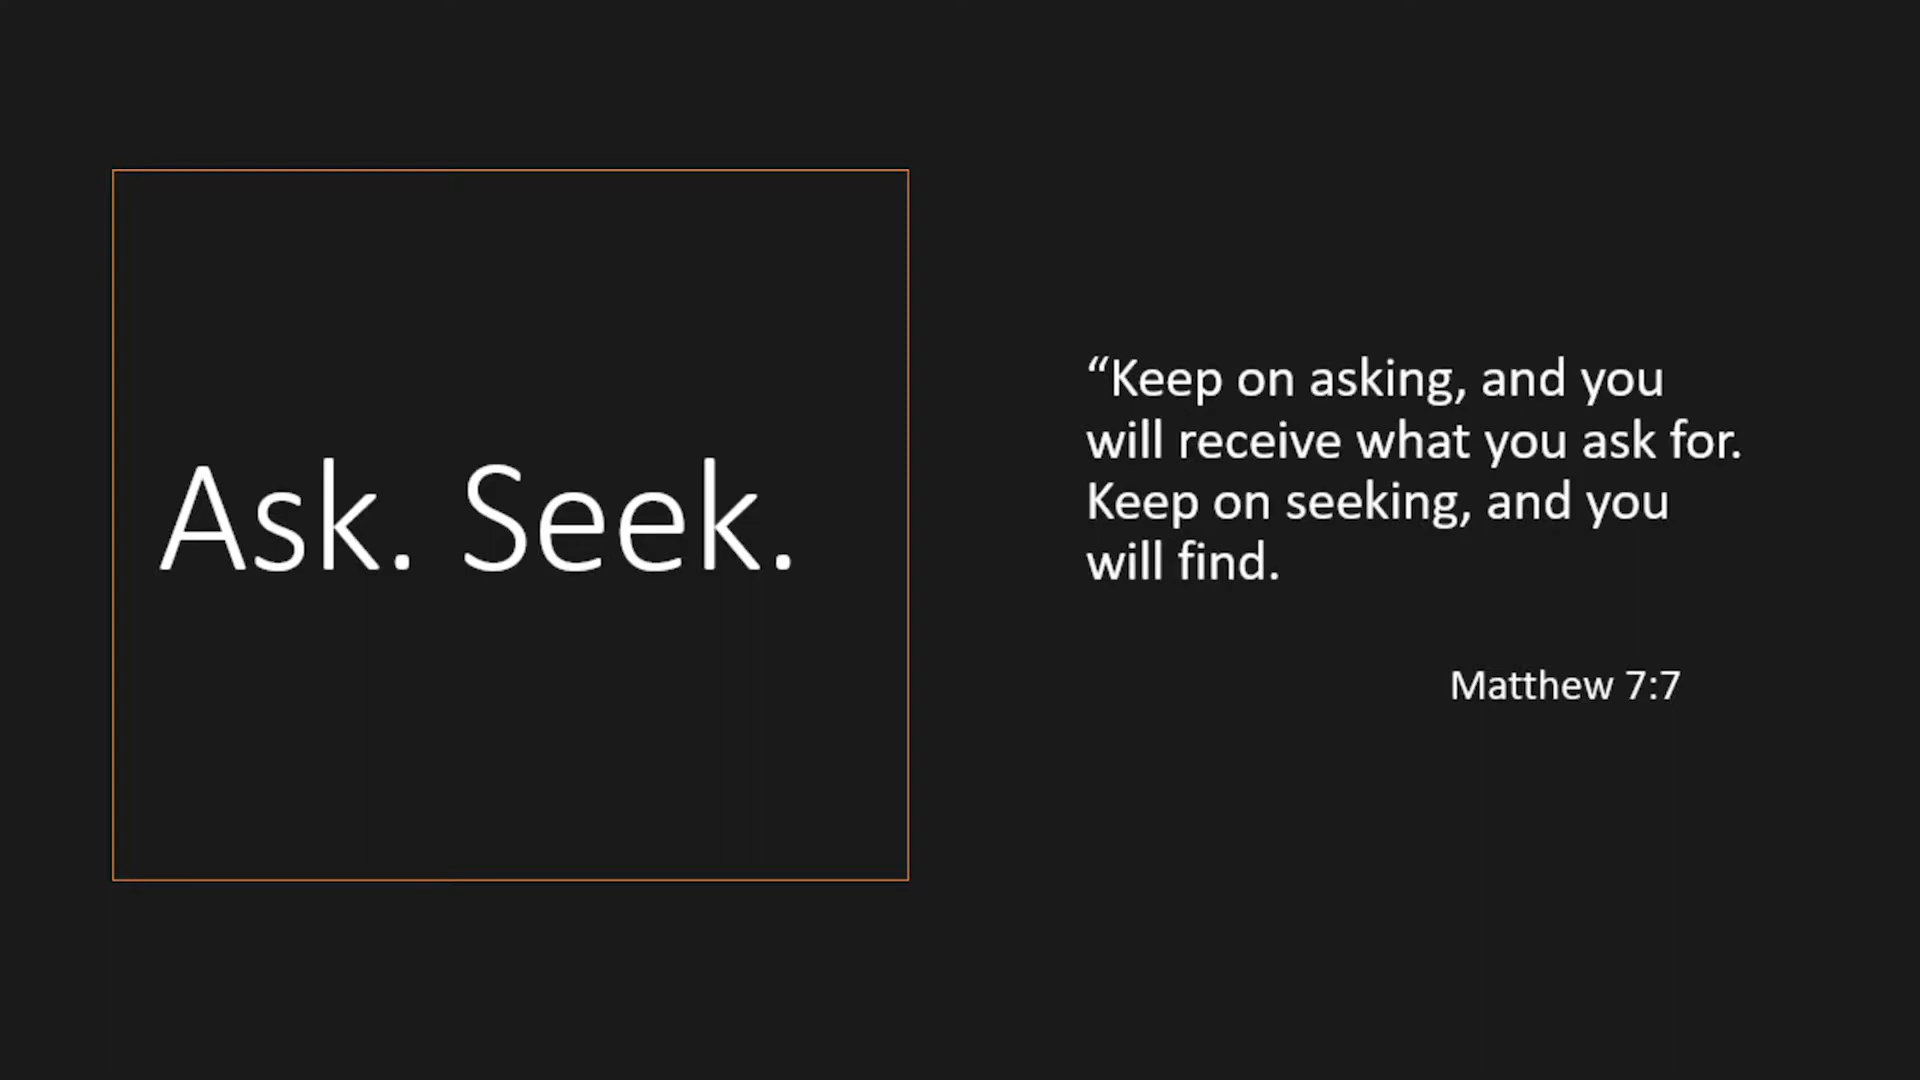 Ask. Seek.
“Keep on asking, and you
will receive what you ask for.
Keep on seeking, and you
will find.
Matthew 7:7